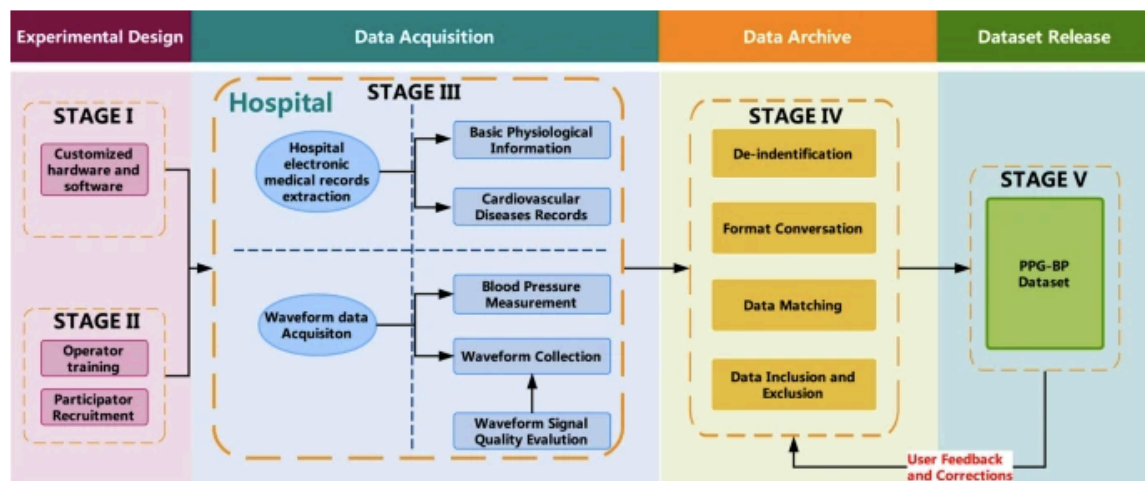 Experimental Design
Data Acquisition
Data Archive
Dataset Release
STAGE I
Customized
hardware and
software
STAGE II
Operator
training
Participator
Recruitment
Hospital
STAGE III
Hospital
electronic
medical records
extraction
Basic Physiological
Information
Cardiovascular
Diseases Records
Waveform data
Acquisiton
Blood Pressure
Measurement
Waveform Collection
Waveform Signal
Quality Evalution
STAGE IV
De-indentification
Format Conversation
Data Matching
Data Inclusion and
Exclusion
STAGE V
PPG-BP
Dataset
User Feedback
and Corrections